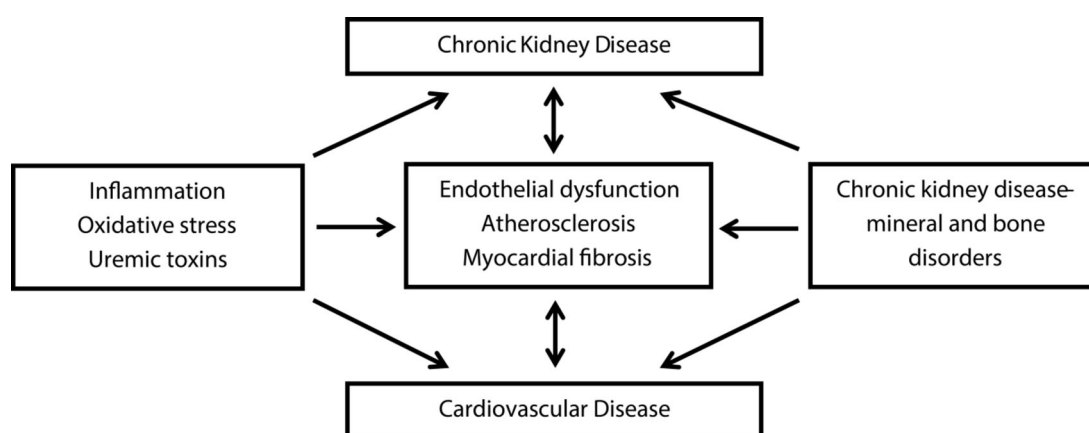 Chronic Kidney Disease
Inflammation
Oxidative stress
Uremic toxins
Endothelial dysfunction
Atherosclerosis
Myocardial fibrosis
Chronic kidney disease-
mineral and bone
disorders
Cardiovascular Disease